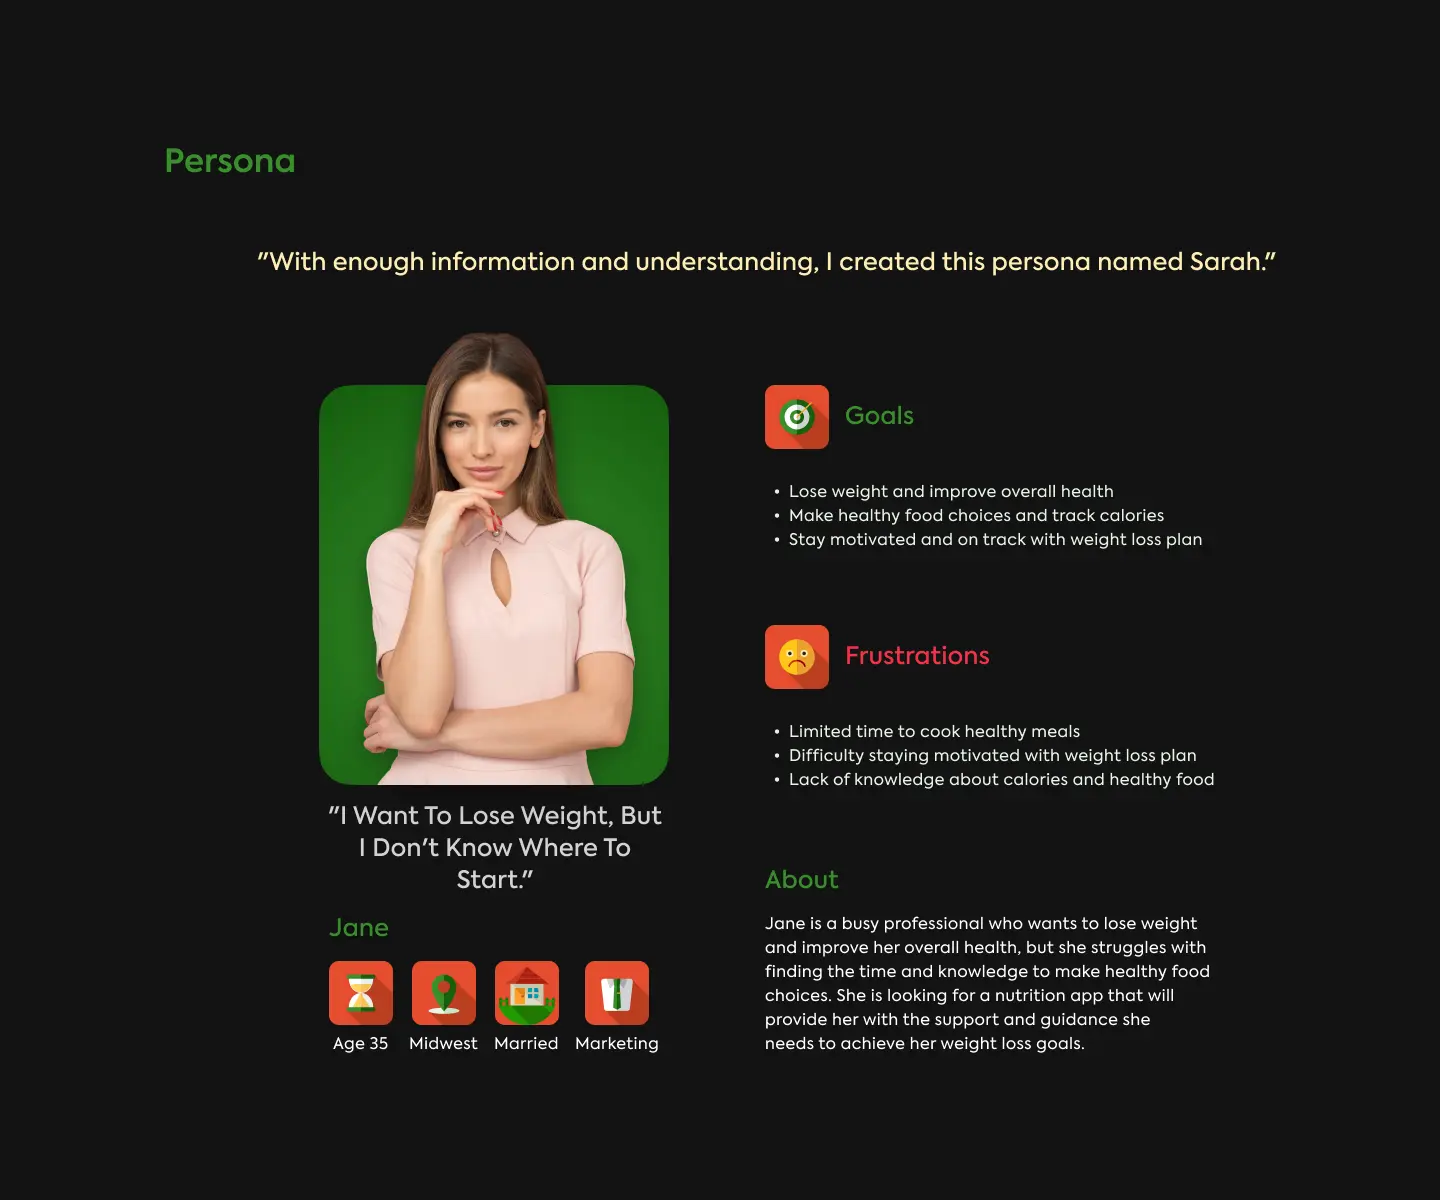 Persona
"With enough information and understanding, I created this persona named Sarah."
"I Want To Lose Weight, But
I Don't Know Where To
Start."
Jane
Age 35
Midwest
Married
Marketing
Goals
• Lose weight and improve overall health
• Make healthy food choices and track calories
• Stay motivated and on track with weight loss plan
Frustrations
• Limited time to cook healthy meals
• Difficulty staying motivated with weight loss plan
• Lack of knowledge about calories and healthy food
About
Jane is a busy professional who wants to lose weight
and improve her overall health, but she struggles with
finding the time and knowledge to make healthy food
choices. She is looking for a nutrition app that will
provide her with the support and guidance she
needs to achieve her weight loss goals.